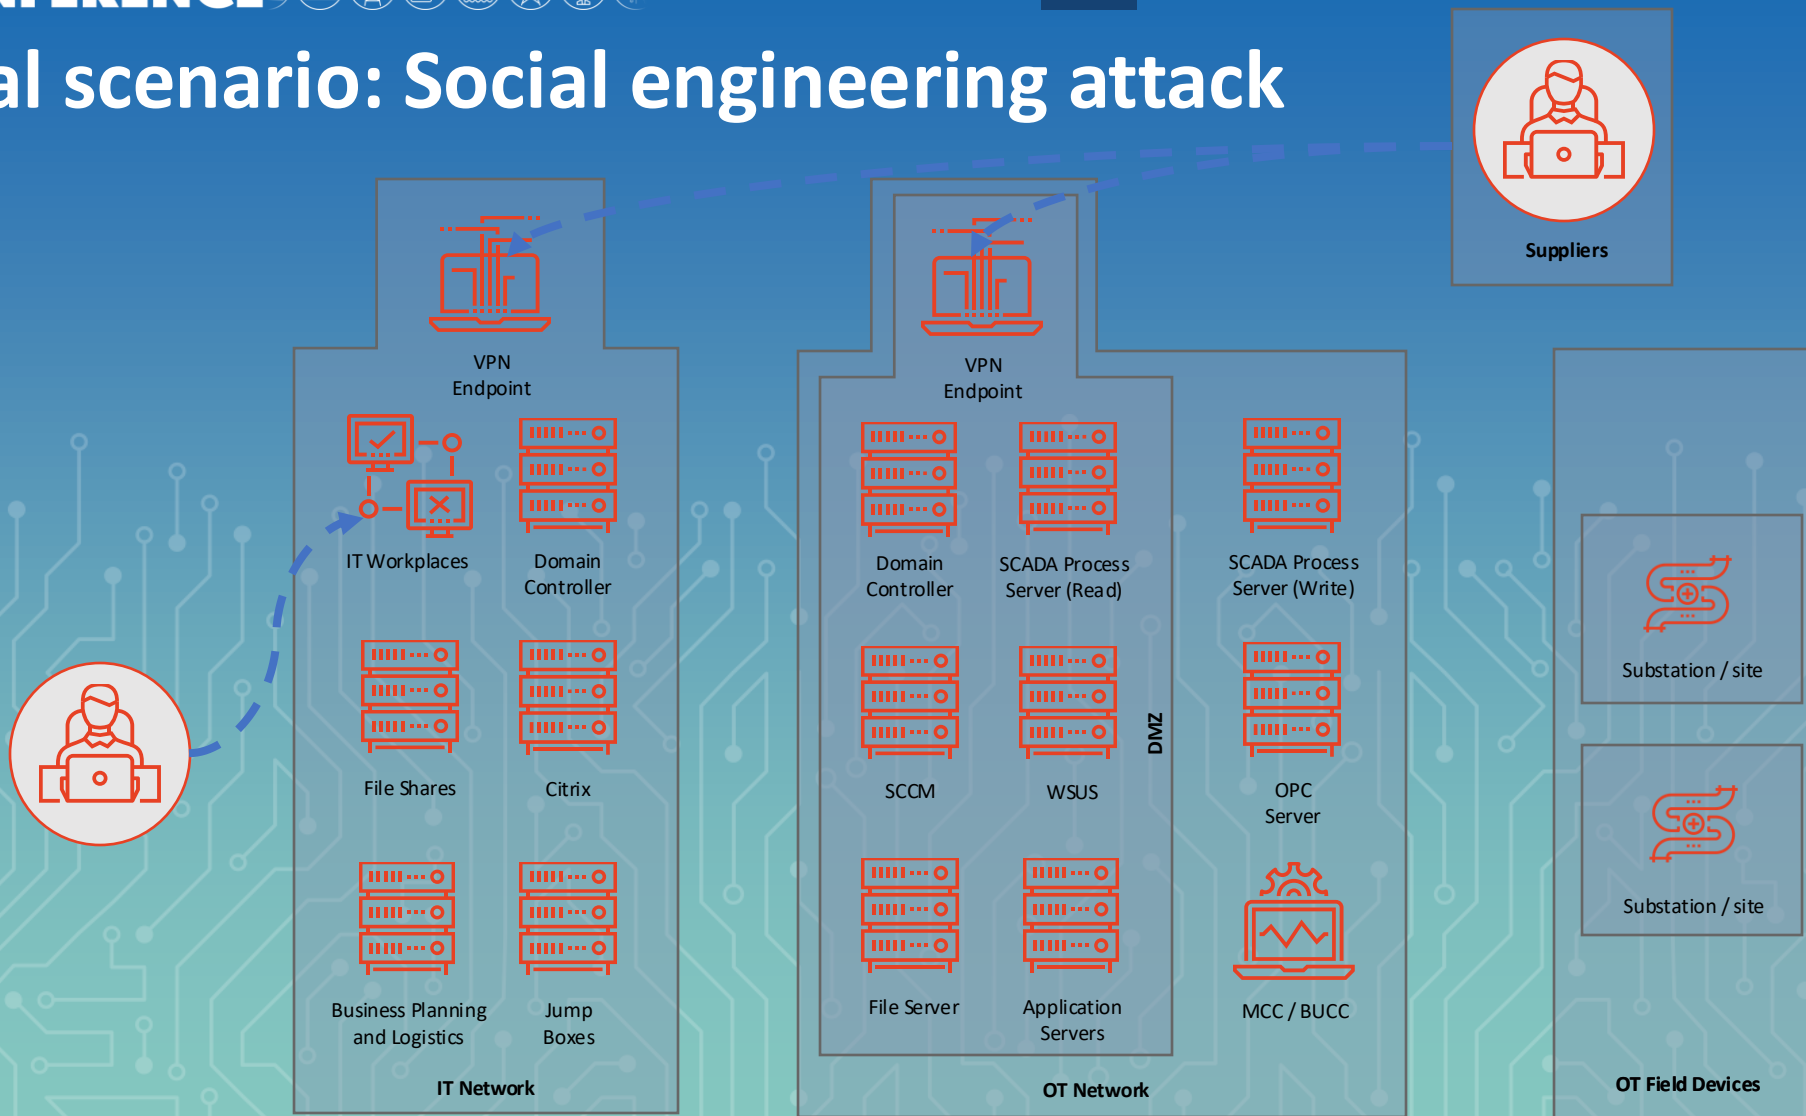 al scenario: Social engineering attack
Suppliers
VPN
Endpoint
IT Workplaces
Domain
Controller
File Shares
Citrix
Business Planning
and Logistics
Jump
Boxes
IT Network
VPN
Endpoint
Domain
Controller
SCADA Process
Server (Read)
SCCM
WSUS
DMZ
File Server
Application
Servers
SCADA Process
Server (Write)
OPC
Server
MCC / BUCC
OT Network
Substation / site
Substation / site
OT Field Devices